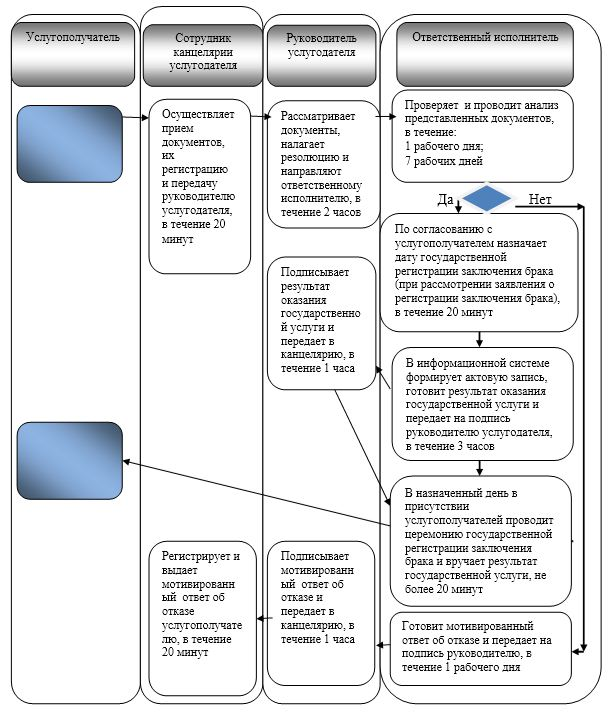 Услугополучатель
Сотрудник
канцелярии
услугодателя
Руководитель
услугодателя
Ответственный исполнитель
Осуществляет
прием
документов,
их
регистрацию
и передачу
руководителю
услугодателя,
в течение 20
минут
Рассматривает
документы,
налагает
резолюцию и
направляют
ответственному
исполнителю, в
течение 2 часов
Проверяет и проводит анализ
представленных документов,
в течение:
1 рабочего дня;
7 рабочих дней
Да
Нет
По согласованию с
услугополучателем назначает
дату государственной
регистрации заключения брака
(при рассмотрении заявления о
регистрации заключения брака),
в течение 20 минут
Подписывает
результат
оказания
государственно
й услуги и
передает в
канцелярию, в
течение 1 часа
В информационной системе
формирует актовую запись,
готовит результат оказания
государственной услуги и
передает на подпись
руководителю услугодателя,
в течение 3 часов
В назначенный день в
присутствии
услугополучателей проводит
церемонию государственной
регистрации заключения
брака и вручает результат
государственной услуги, не
более 20 минут
Регистрирует и
выдает
мотивированн
ый ответ об
отказе
услугополучате
лю, в течение
20 минут
Подписывает
мотивированн
ый ответ об
отказе и
передает в
канцелярию, в
течение 1 часа
Готовит мотивированный
ответ об отказе и передает на
подпись руководителю, в
течение 1 рабочего дня